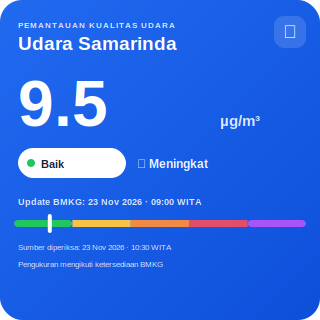 PEMANTAUAN KUALITAS UDARA
Udara Samarinda
9.5
µg/m³
Baik
Meningkat
Update BMKG: 23 Nov 2026 · 09:00 WITA
Sumber diperiksa: 23 Nov 2026 · 10:30 WITA
Pengukuran mengikuti ketersediaan BMKG